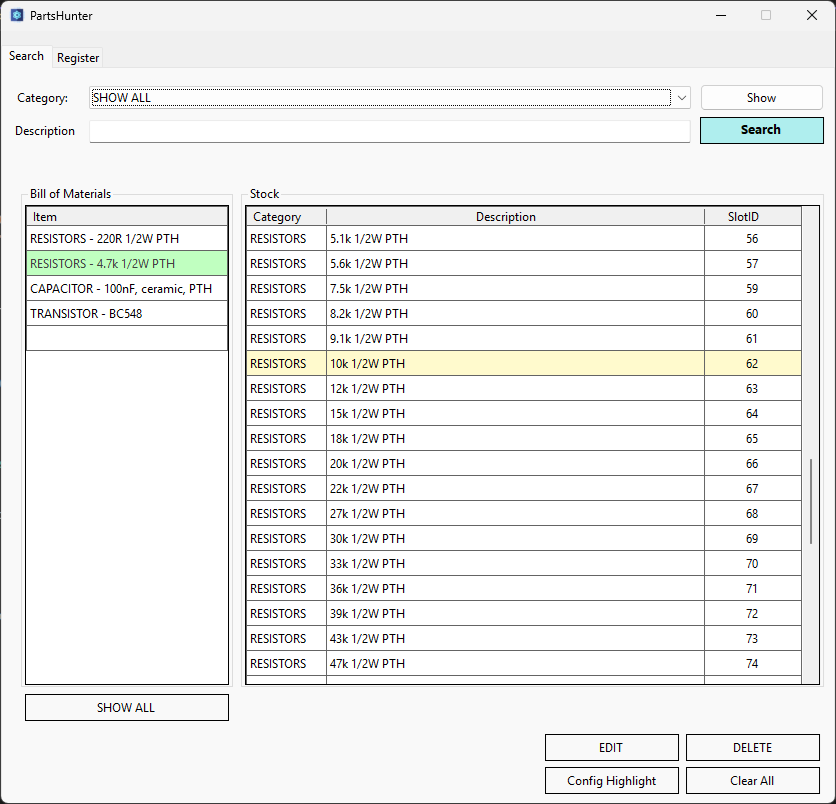 PartsHunter
Search Register
Category: SHOW ALL Show
Description Search
Bill of Materials
Item
RESISTORS - 220R 1/2W PTH
RESISTORS - 4.7k 1/2W PTH
CAPACITOR - 100nF, ceramic, PTH
TRANSISTOR - BC548
SHOW ALL
Stock
Category Description SlotID
RESISTORS 5.1k 1/2W PTH 56
RESISTORS 5.6k 1/2W PTH 57
RESISTORS 7.5k 1/2W PTH 59
RESISTORS 8.2k 1/2W PTH 60
RESISTORS 9.1k 1/2W PTH 61
RESISTORS 10k 1/2W PTH 62
RESISTORS 12k 1/2W PTH 63
RESISTORS 15k 1/2W PTH 64
RESISTORS 18k 1/2W PTH 65
RESISTORS 20k 1/2W PTH 66
RESISTORS 22k 1/2W PTH 67
RESISTORS 27k 1/2W PTH 68
RESISTORS 30k 1/2W PTH 69
RESISTORS 33k 1/2W PTH 70
RESISTORS 36k 1/2W PTH 71
RESISTORS 39k 1/2W PTH 72
RESISTORS 43k 1/2W PTH 73
RESISTORS 47k 1/2W PTH 74
EDIT DELETE
Config Highlight Clear All